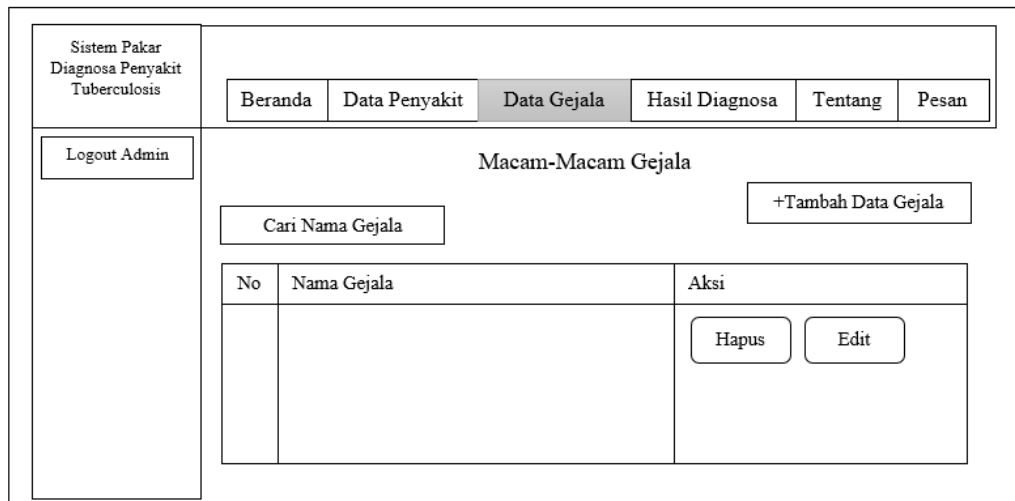 Sistem Pakar
Diagnosa Penyakit
Tuberculosis
Beranda Data Penyakit Data Gejala Hasil Diagnosa Tentang Pesan
Logout Admin
Macam-Macam Gejala
+Tambah Data Gejala
Cari Nama Gejala
No Nama Gejala Aksi
Hapus Edit